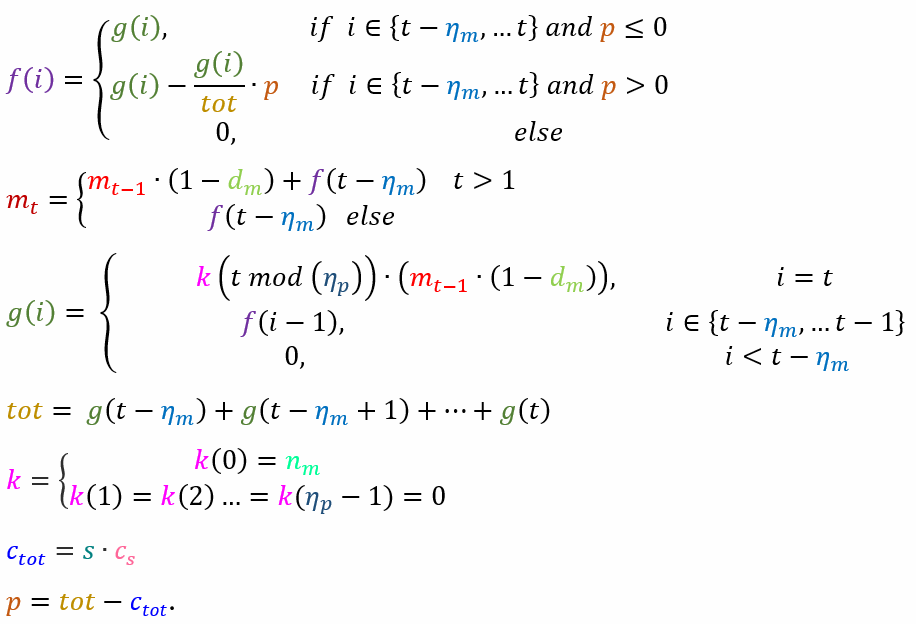 f(i) = { g(i), if i ∈ {t − η_m, … t} and p ≤ 0
g(i) − g(i)/tot · p if i ∈ {t − η_m, … t} and p > 0
0, else
m_t = { m_{t−1} · (1 − d_m) + f(t − η_m) t > 1
f(t − η_m) else
g(i) = { k(t mod (η_p)) · (m_{t−1} · (1 − d_m)), i = t
f(i − 1), i ∈ {t − η_m, … t − 1}
0, i < t − η_m
tot = g(t − η_m) + g(t − η_m + 1) + ⋯ + g(t)
k = { k(0) = n_m
k(1) = k(2) … = k(η_p − 1) = 0
c_tot = s · c_s
p = tot − c_tot.